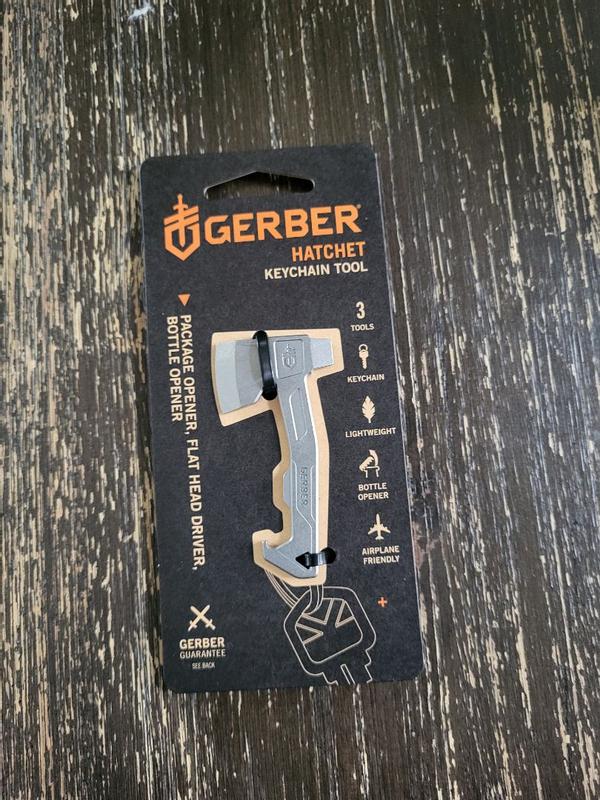 GERBER
HATCHET
KEYCHAIN TOOL
PACKAGE OPENER, FLAT HEAD DRIVER,
BOTTLE OPENER
3
TOOLS
KEYCHAIN
LIGHTWEIGHT
BOTTLE
OPENER
AIRPLANE
FRIENDLY
GERBER
GERBER
GUARANTEE
SEE BACK